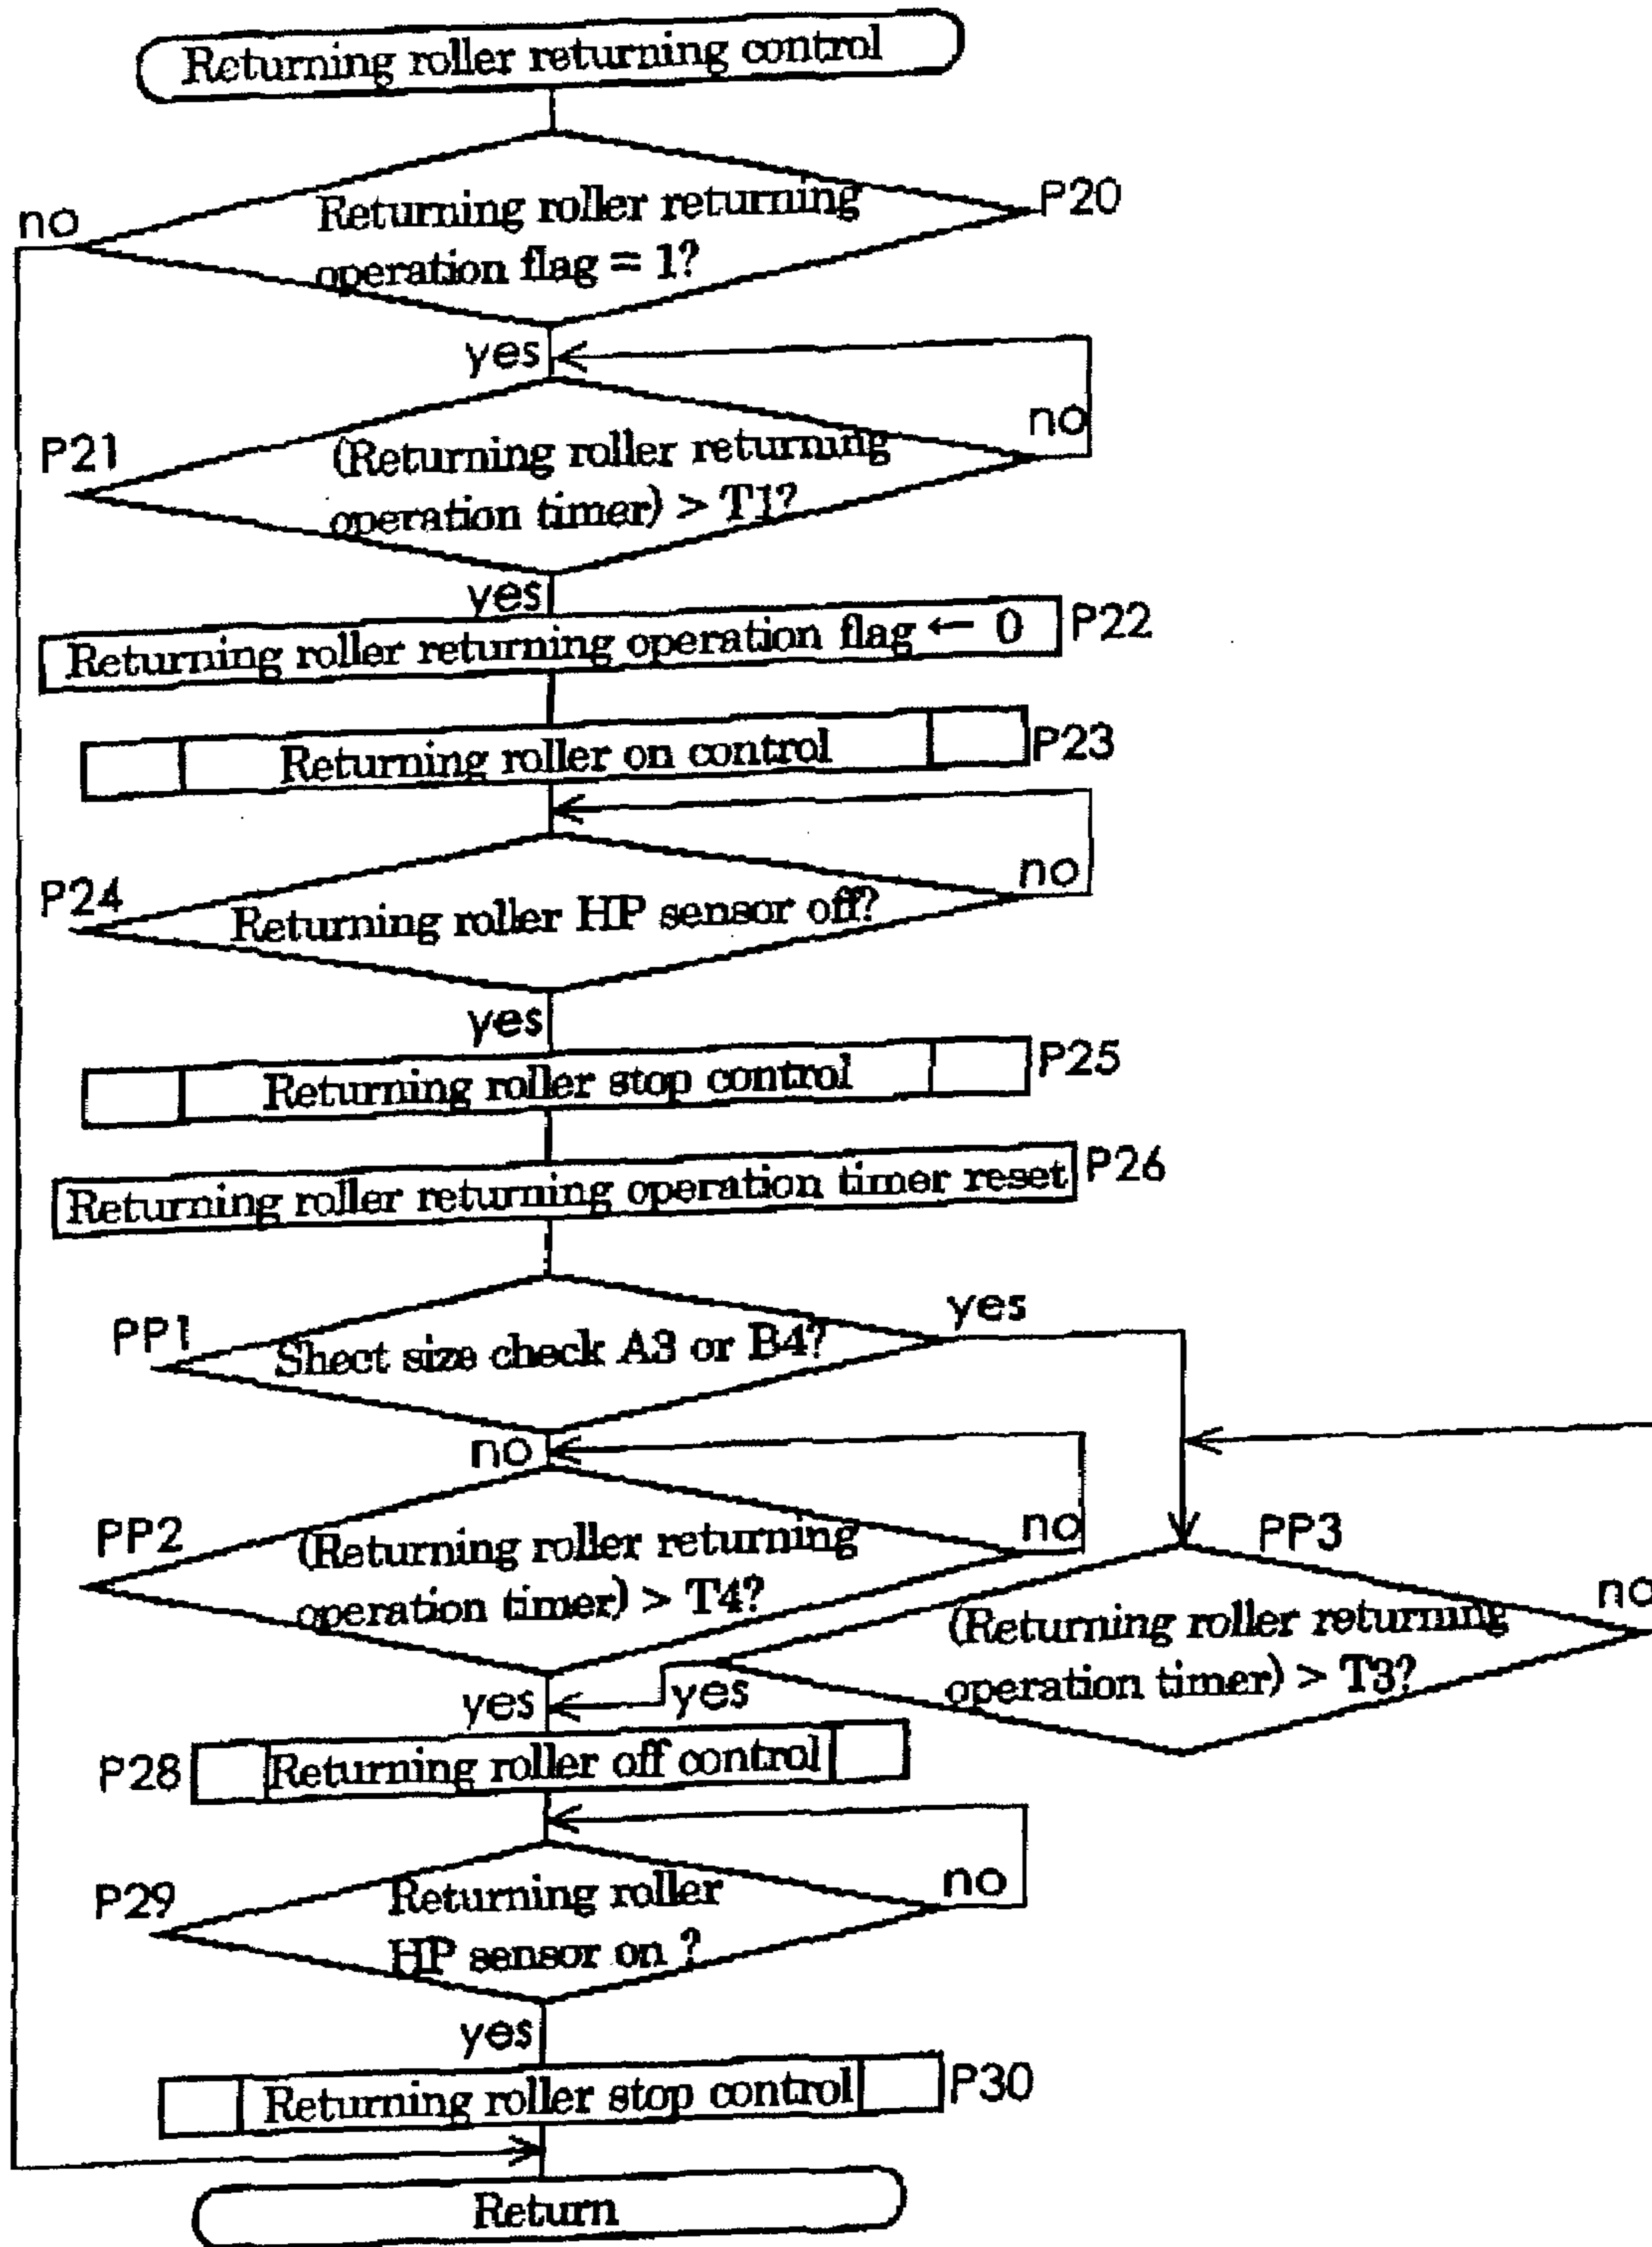 Returning roller returning control
no
Returning roller returning
operation flag = 1?
P20
yes
no
P21
(Returning roller returning
operation timer) > T1?
yes
Returning roller returning operation flag ← 0
P22
Returning roller on control
P23
no
P24
Returning roller HP sensor off?
yes
Returning roller stop control
P25
Returning roller returning operation timer reset
P26
yes
PP1
Sheet size check A3 or B4?
no
no
PP2
(Returning roller returning
operation timer) > T4?
PP3
no
(Returning roller returning
operation timer) > T3?
yes
yes
P28
Returning roller off control
no
P29
Returning roller
HP sensor on ?
yes
Returning roller stop control
P30
Return